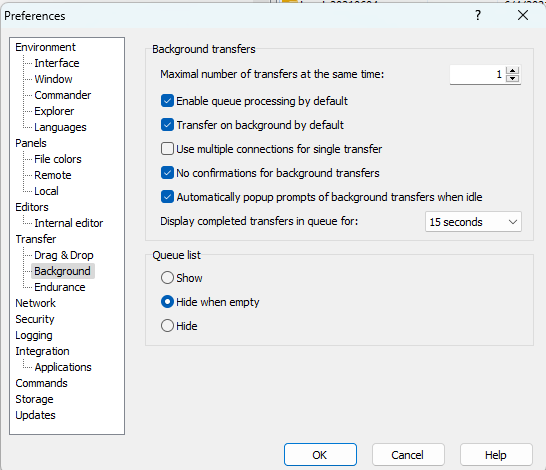 Preferences
?
Environment
Interface
Window
Commander
Explorer
Languages
Panels
File colors
Remote
Local
Editors
Internal editor
Transfer
Drag & Drop
Background
Endurance
Network
Security
Logging
Integration
Applications
Commands
Storage
Updates
Background transfers
Maximal number of transfers at the same time: 1
Enable queue processing by default
Transfer on background by default
Use multiple connections for single transfer
No confirmations for background transfers
Automatically popup prompts of background transfers when idle
Display completed transfers in queue for: 15 seconds
Queue list
Show
Hide when empty
Hide
OK Cancel Help